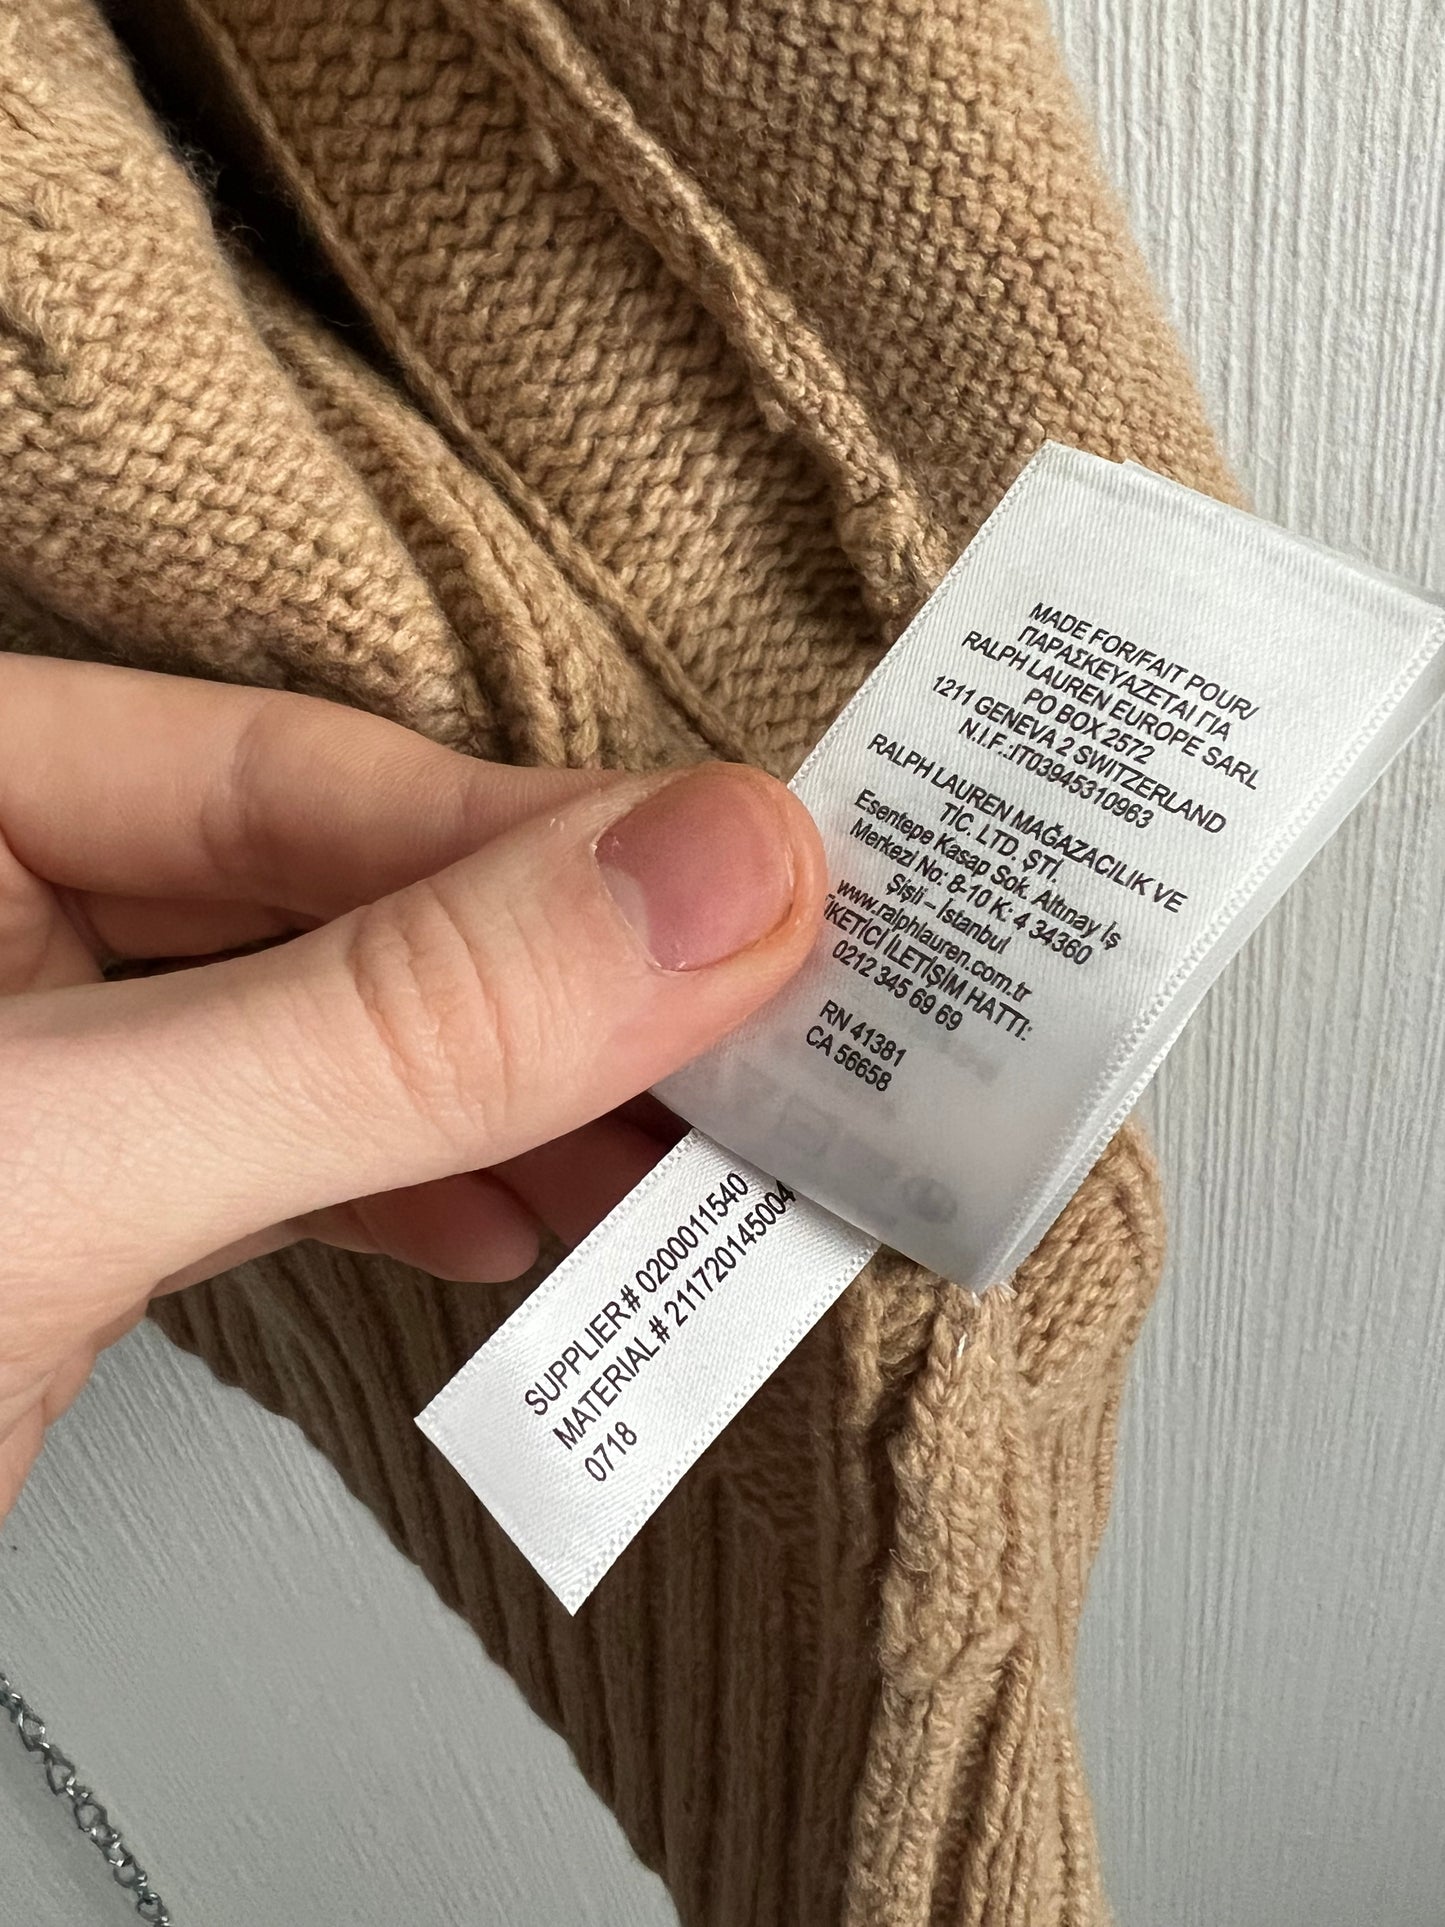 MADE FOR/FAIT POUR/
ΠΑΡΑΣΚΕΥΑΖΕΤΑΙ ΓΙΑ
RALPH LAUREN EUROPE SARL
PO BOX 2572
1211 GENEVA 2 SWITZERLAND
N.I.F.:IT03945310963
RALPH LAUREN MAĞAZACILIK VE
TİC. LTD. ŞTİ.
Esentepe Kasap Sok. Altınay İş
Merkezi No: 8-10 K: 4 34360
Şişli – İstanbul
www.ralphlauren.com.tr
İLETİŞİM HATTI:
0212 345 69 69
RN 41381
CA 56658
SUPPLIER# 0200011540
MATERIAL # 211720145004
0718